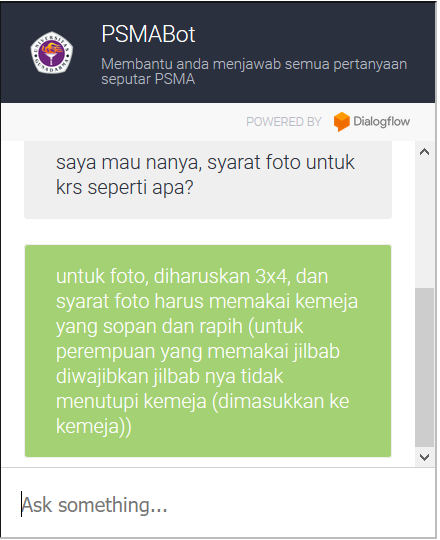 PSMABot
Membantu anda menjawab semua pertanyaan
seputar PSMA
POWERED BY Dialogflow
saya mau nanya, syarat foto untuk
krs seperti apa?
untuk foto, diharuskan 3x4, dan
syarat foto harus memakai kemeja
yang sopan dan rapih (untuk
perempuan yang memakai jilbab
diwajibkan jilbab nya tidak
menutupi kemeja (dimasukkan ke
kemeja))
Ask something...